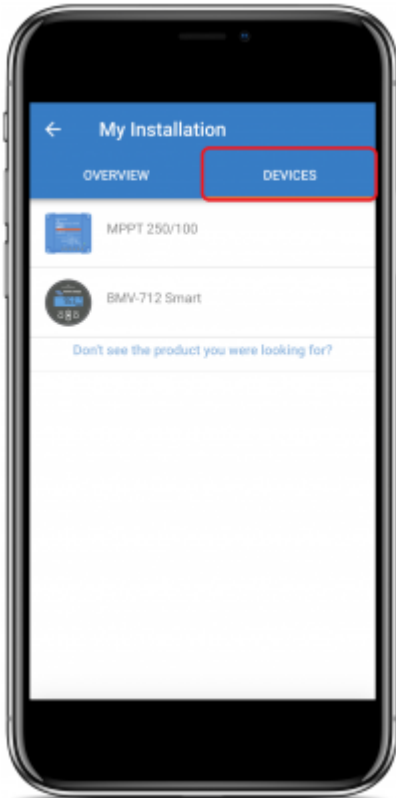 My Installation
OVERVIEW
DEVICES
MPPT 250/100
BMV-712 Smart
Don't see the product you were looking for?